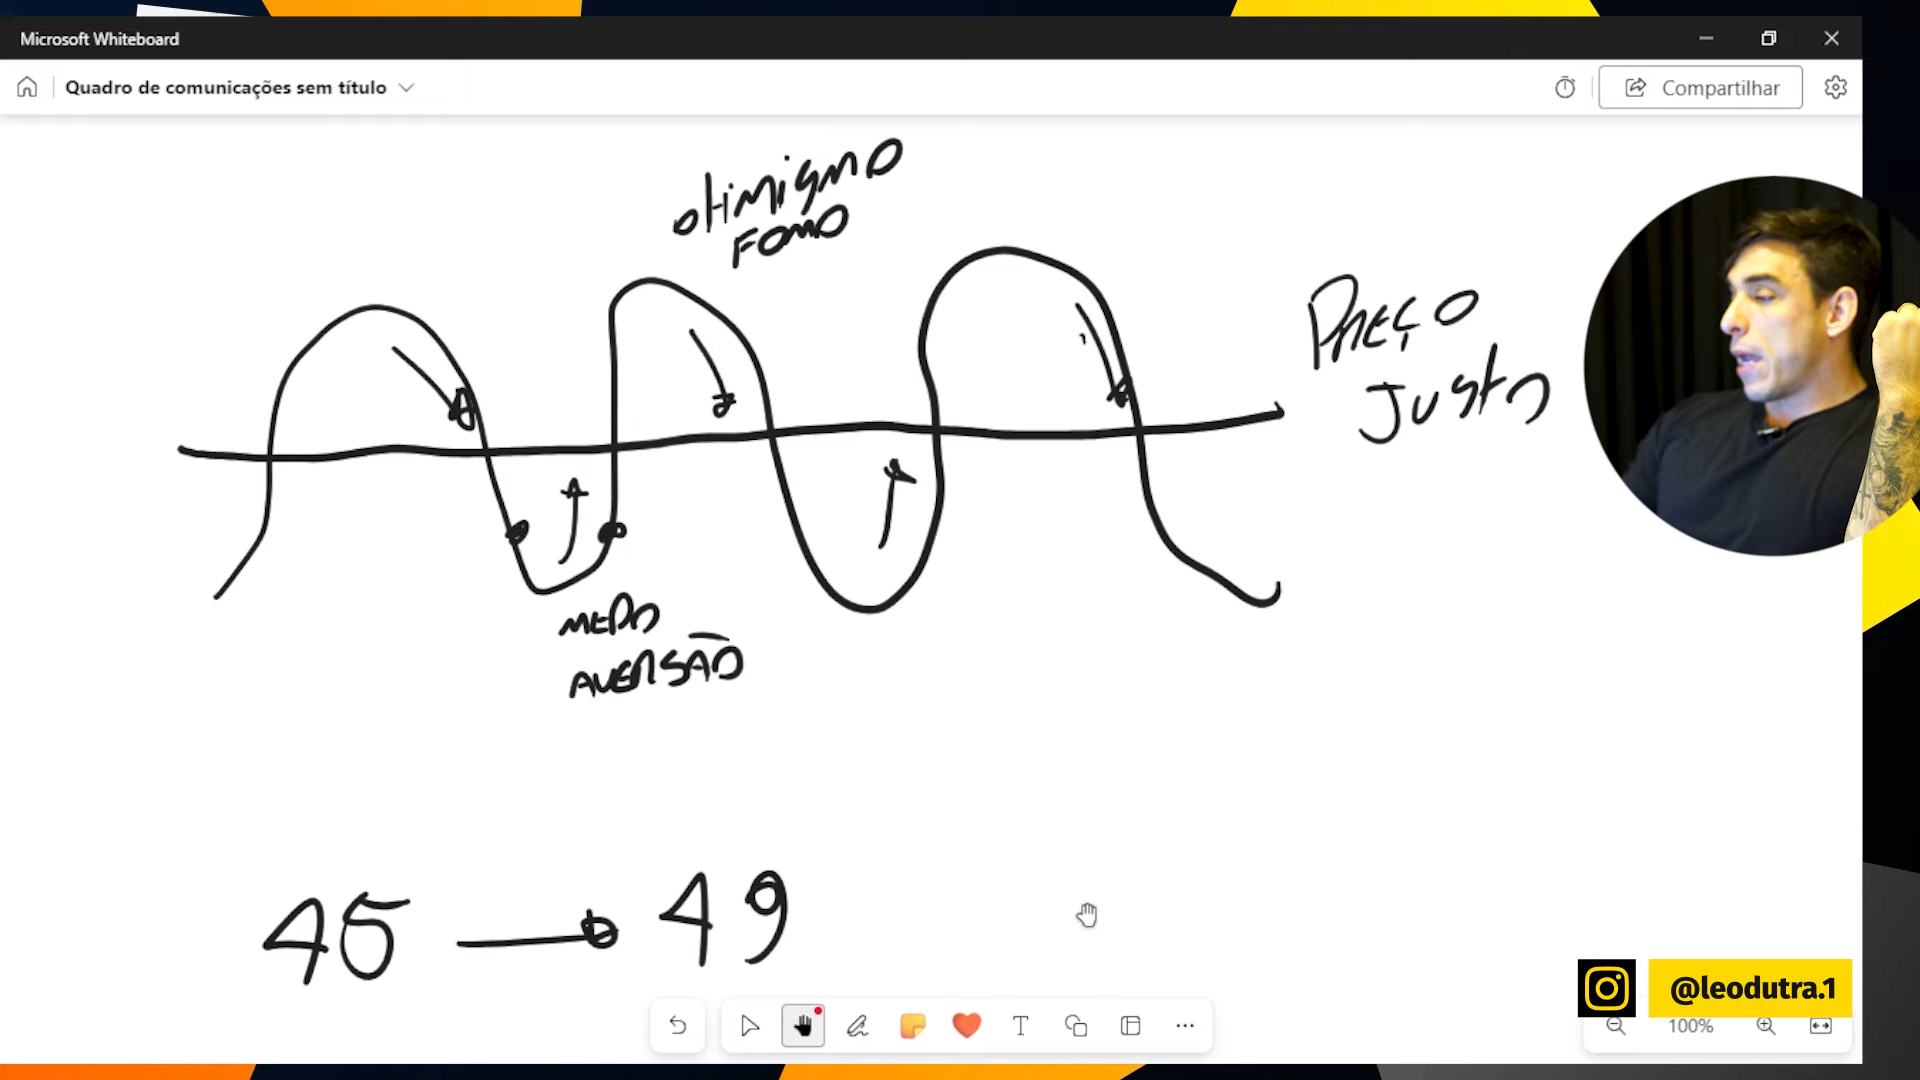 Microsoft Whiteboard
Quadro de comunicações sem título
Compartilhar
otimismo
FOMO
PREÇO
JUSTO
MEDO
AVERSÃO
45 → 49
@leodutra.1
100%